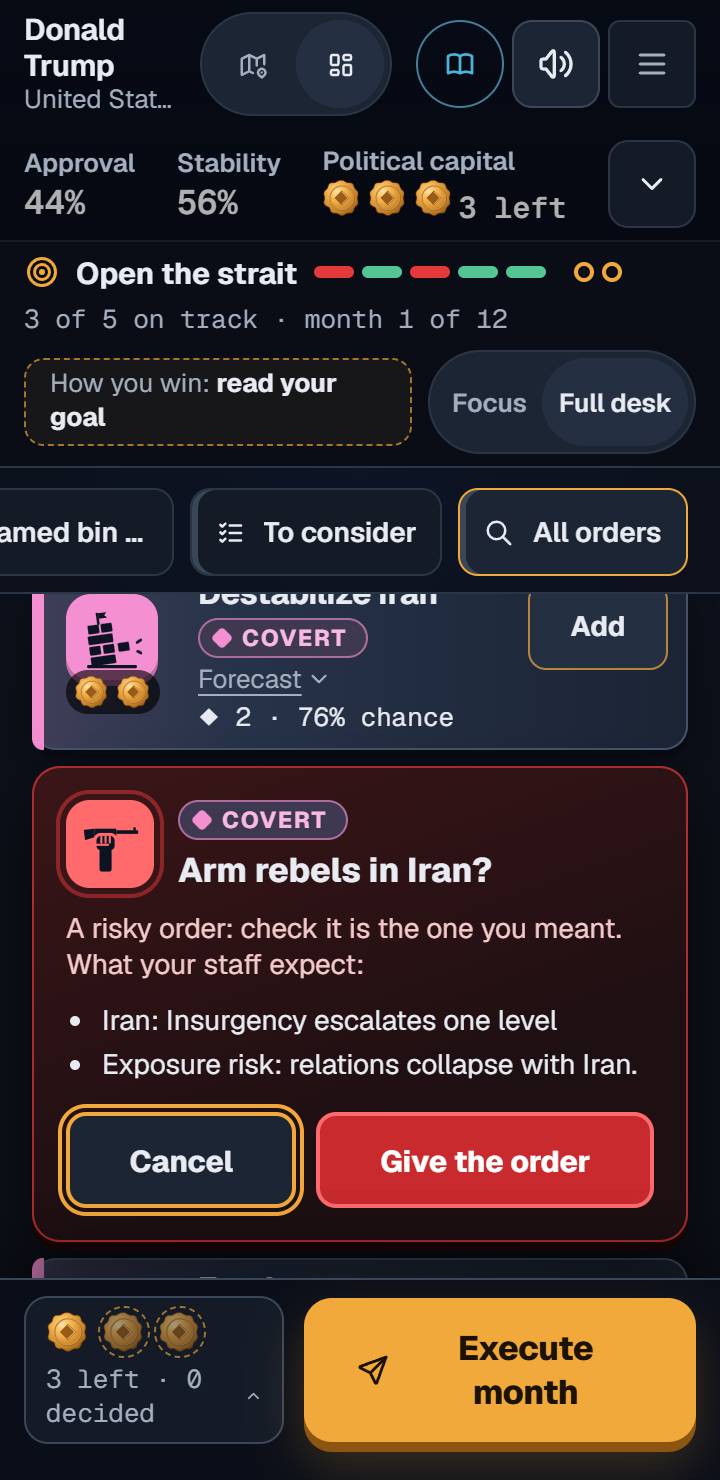 Donald
Trump
United Stat…
Approval
44%
Stability
56%
Political capital
3 left
Open the strait
3 of 5 on track · month 1 of 12
How you win: read your
goal
Focus
Full desk
amed bin …
To consider
All orders
Destabilize Iran
COVERT
Forecast
2 · 76% chance
Add
COVERT
Arm rebels in Iran?
A risky order: check it is the one you meant.
What your staff expect:
• Iran: Insurgency escalates one level
• Exposure risk: relations collapse with Iran.
Cancel
Give the order
3 left · 0
decided
Execute
month